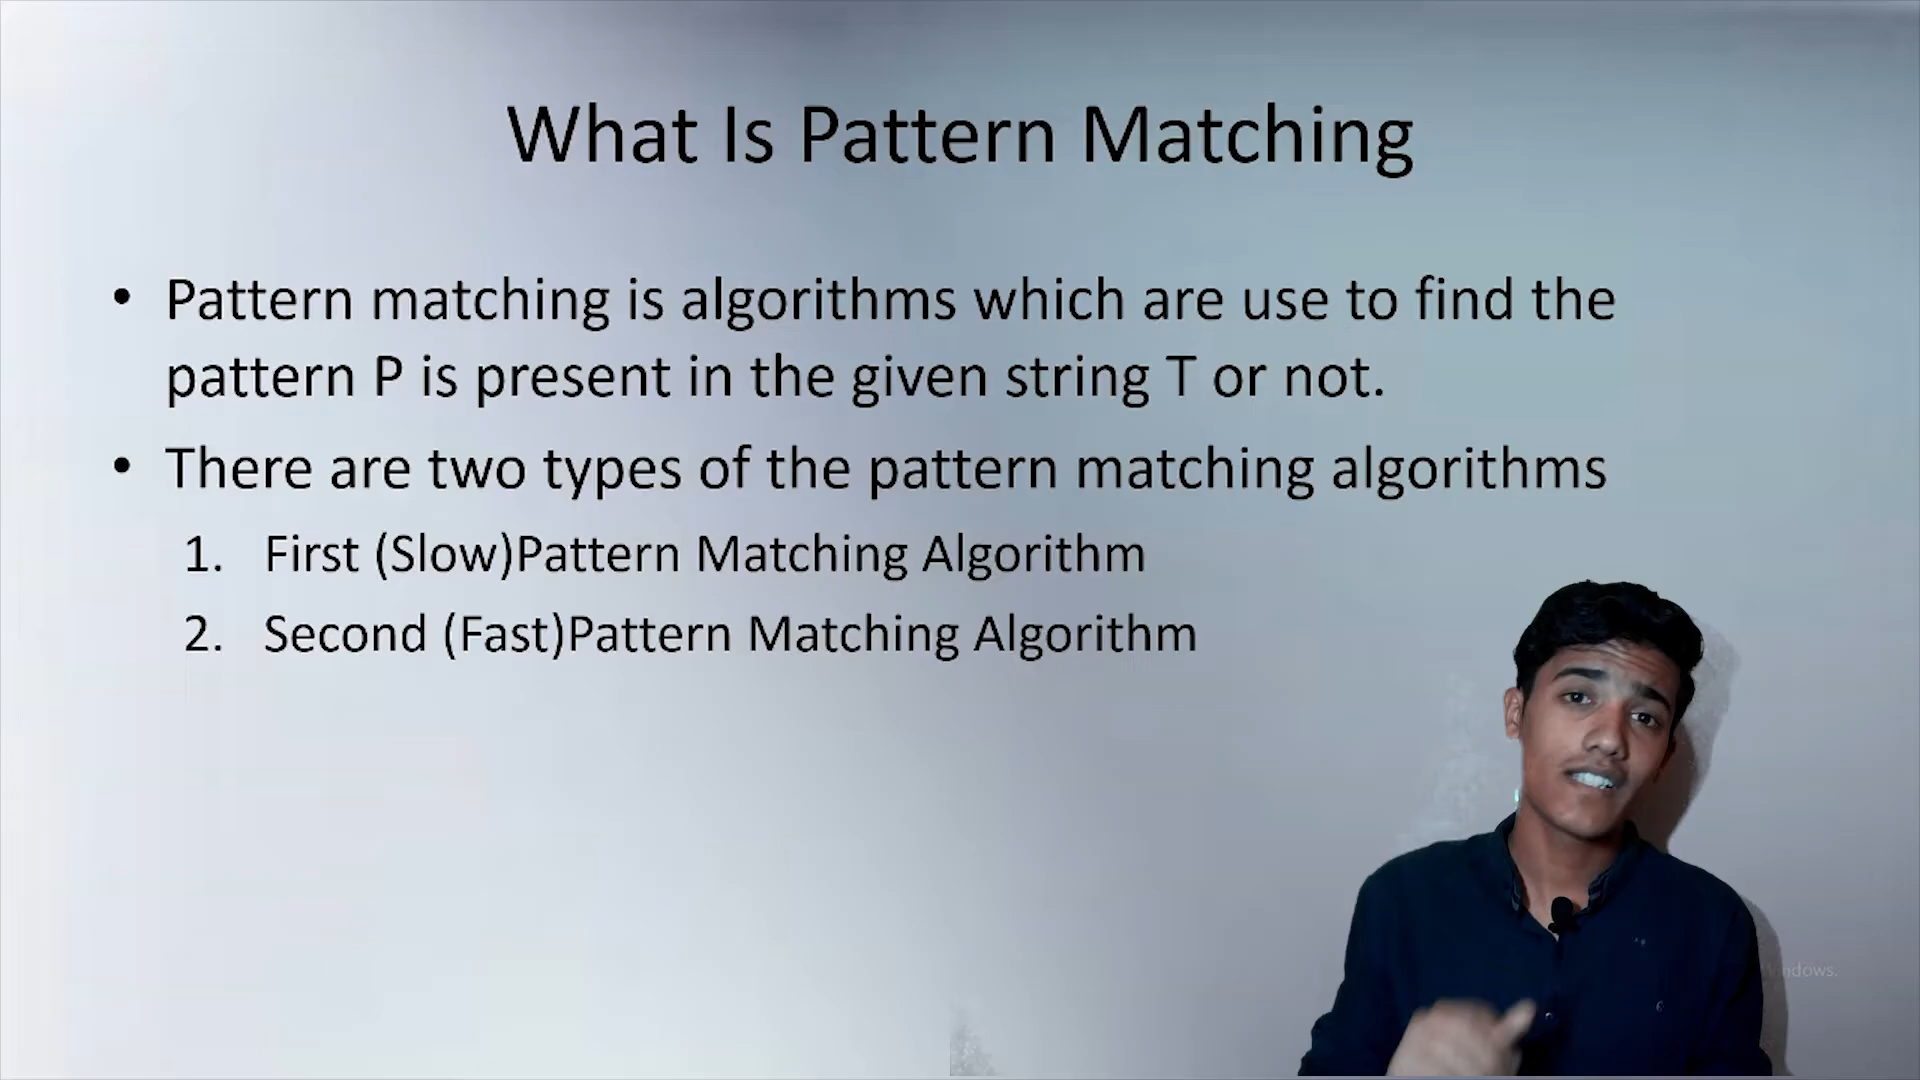 What Is Pattern Matching
• Pattern matching is algorithms which are use to find the
pattern P is present in the given string T or not.
• There are two types of the pattern matching algorithms
1. First (Slow)Pattern Matching Algorithm
2. Second (Fast)Pattern Matching Algorithm